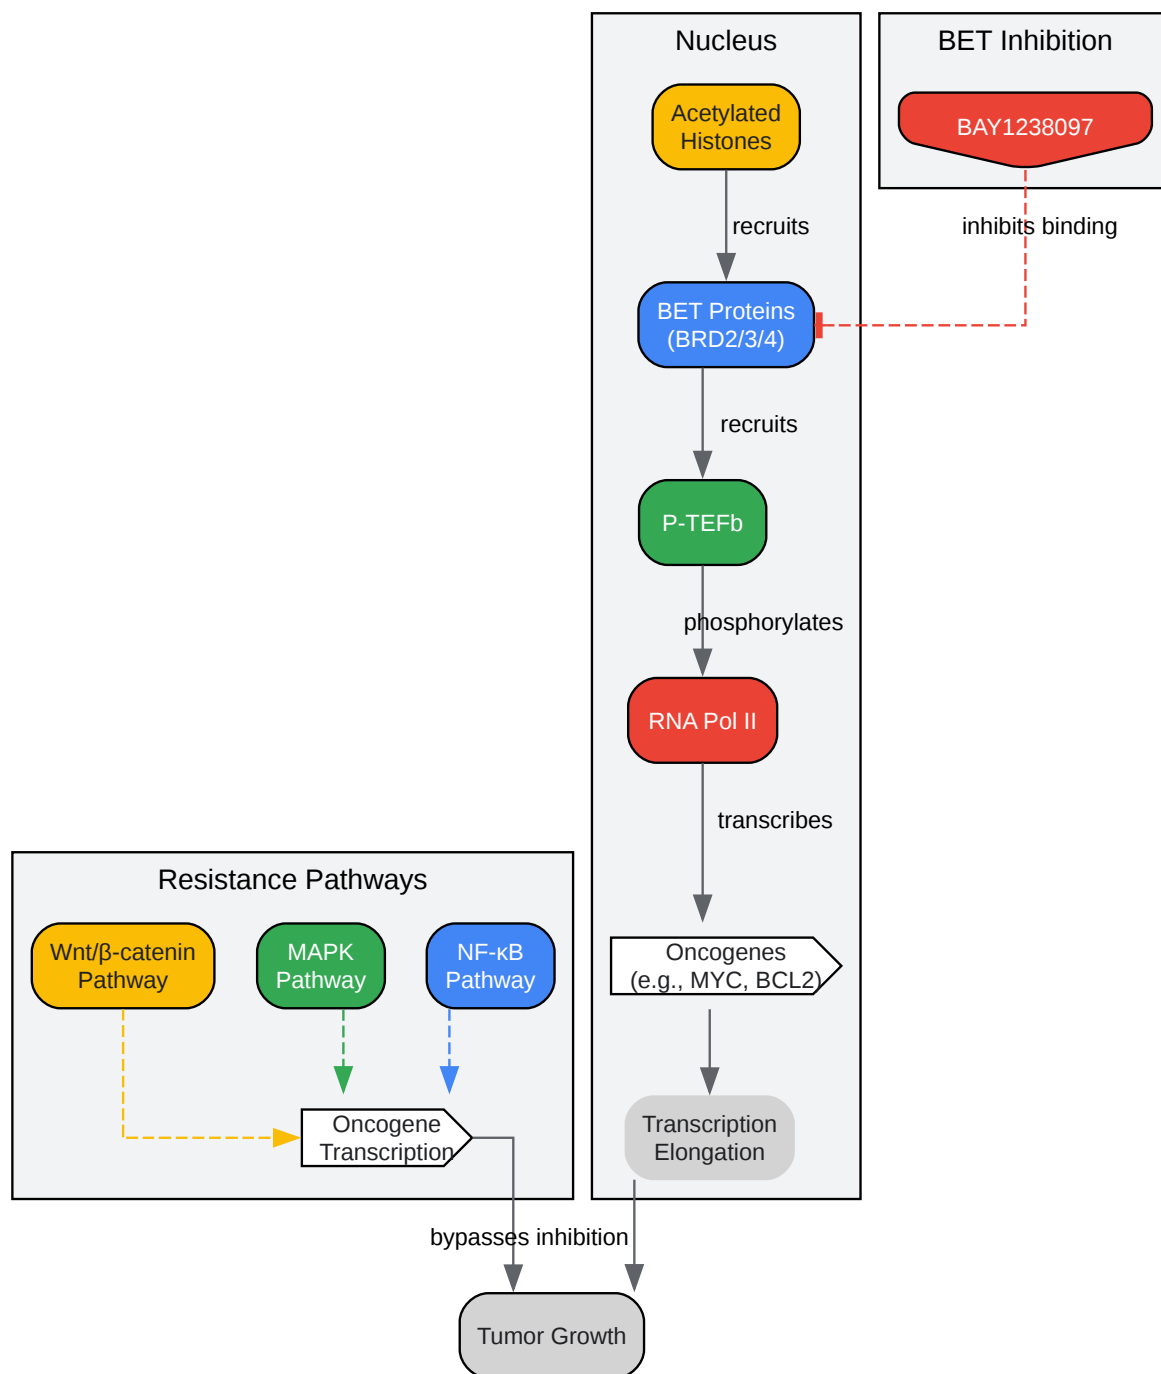 Nucleus
BET Inhibition
Acetylated
Histones
BAY1238097
recruits
inhibits binding
BET Proteins
(BRD2/3/4)
recruits
P-TEFb
phosphorylates
RNA Pol II
transcribes
Resistance Pathways
Wnt/β-catenin
Pathway
MAPK
Pathway
NF-κB
Pathway
Oncogenes
(e.g., MYC, BCL2)
Oncogene
Transcription
Transcription
Elongation
bypasses inhibition
Tumor Growth